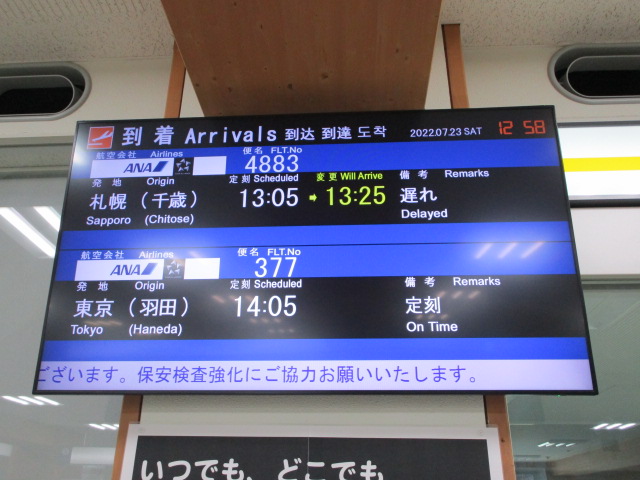 到着 Arrivals 到达 到達 도착 2022.07.23 SAT 12 58
航空会社 Airlines 便名 FLT.No
ANA 4883
発地 Origin 定刻 Scheduled 変更 Will Arrive 備考 Remarks
札幌（千歳） 13:05 ➡ 13:25 遅れ
Sapporo (Chitose) Delayed
航空会社 Airlines 便名 FLT.No
ANA 377
発地 Origin 定刻 Scheduled 備考 Remarks
東京（羽田） 14:05 定刻
Tokyo (Haneda) On Time
ございます。保安検査強化にご協力お願いいたします。
いつでも、どこでも